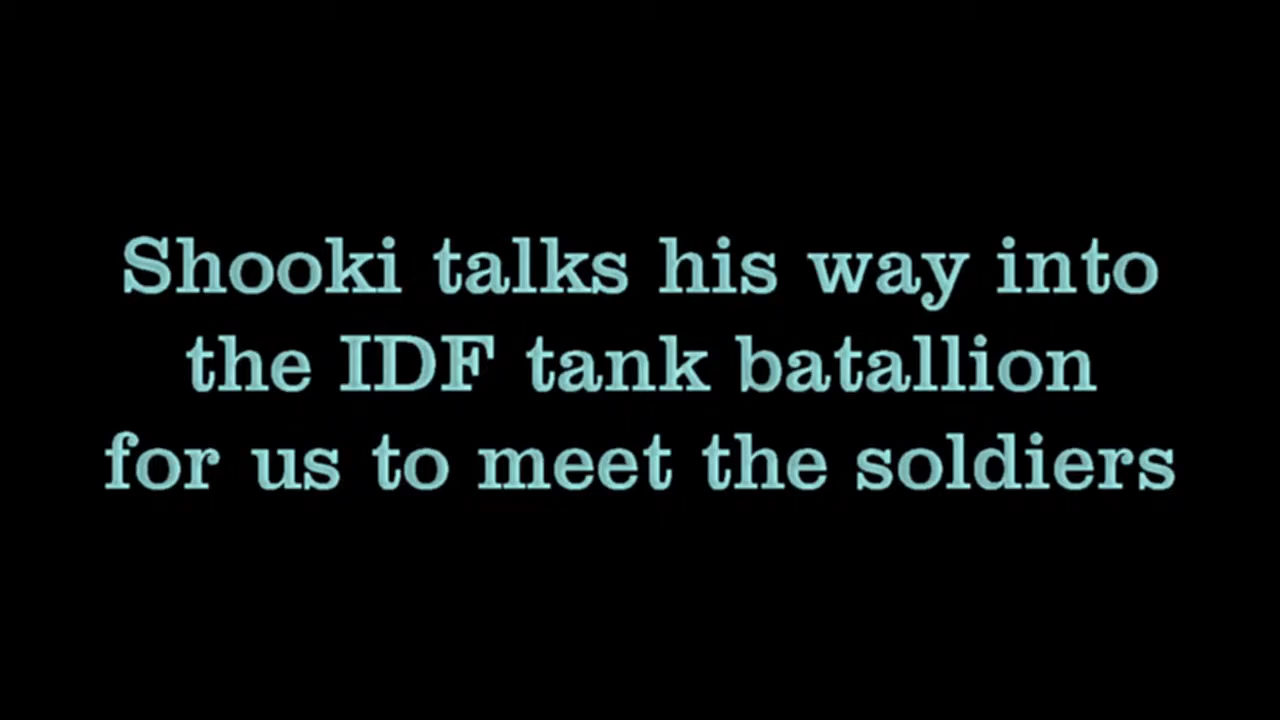 Shooki talks his way into
the IDF tank batallion
for us to meet the soldiers